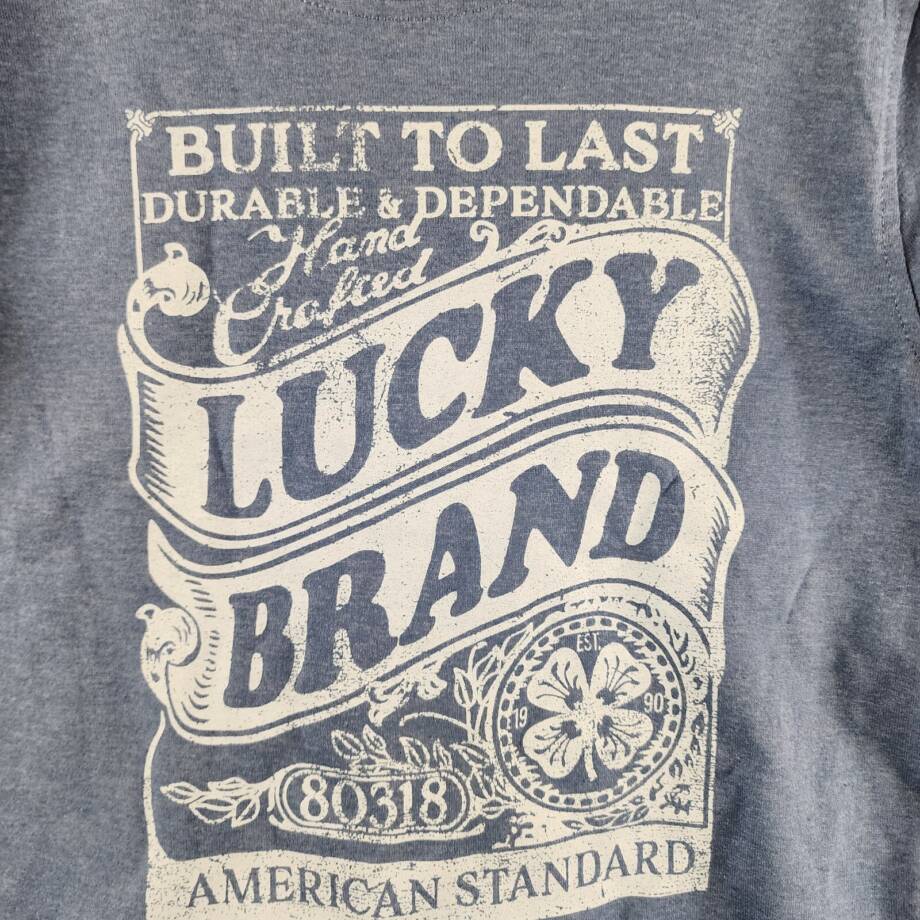 BUILT TO LAST
DURABLE & DEPENDABLE
Hand
Crafted
LUCKY
BRAND
EST.
19 90
80318
AMERICAN STANDARD